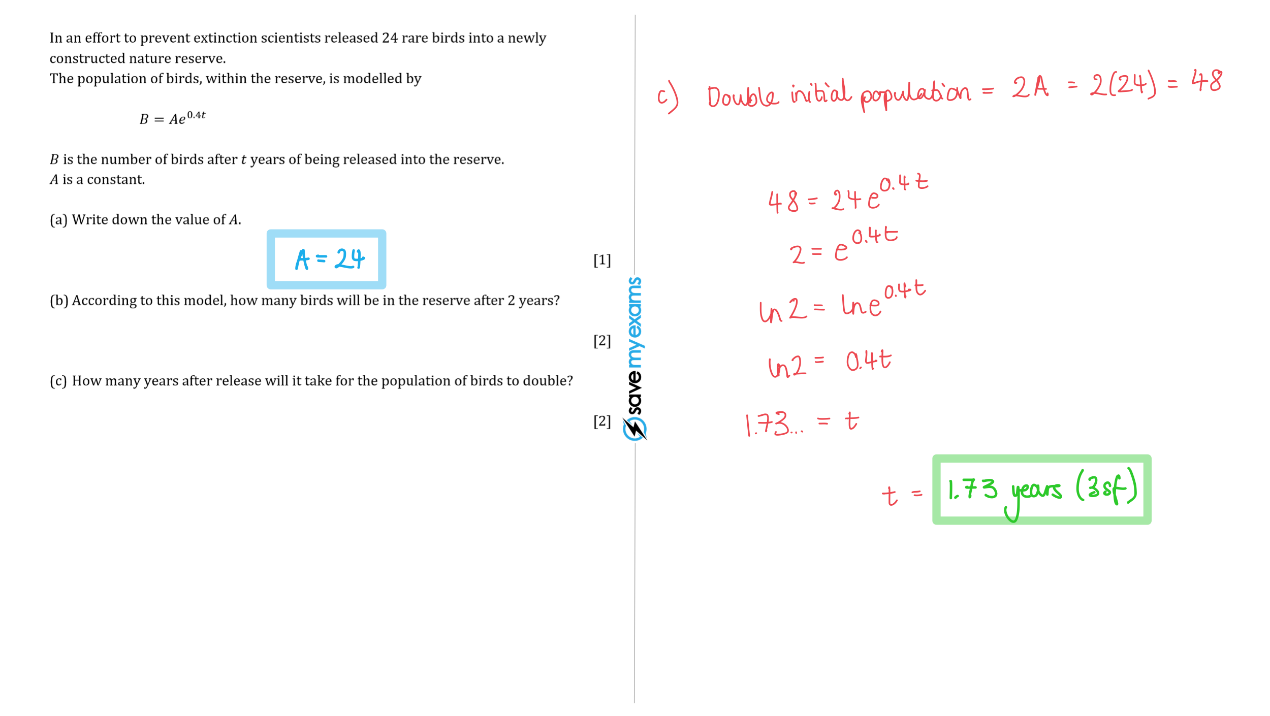 In an effort to prevent extinction scientists released 24 rare birds into a newly
constructed nature reserve.
The population of birds, within the reserve, is modelled by
B = Ae^{0.4t}
B is the number of birds after t years of being released into the reserve.
A is a constant.
(a) Write down the value of A.
A = 24
[1]
(b) According to this model, how many birds will be in the reserve after 2 years?
[2]
(c) How many years after release will it take for the population of birds to double?
[2]
save my exams
c) Double initial population = 2A = 2(24) = 48
48 = 24e^{0.4t}
2 = e^{0.4t}
ln 2 = ln e^{0.4t}
ln 2 = 0.4t
1.73... = t
t = 1.73 years (3sf)